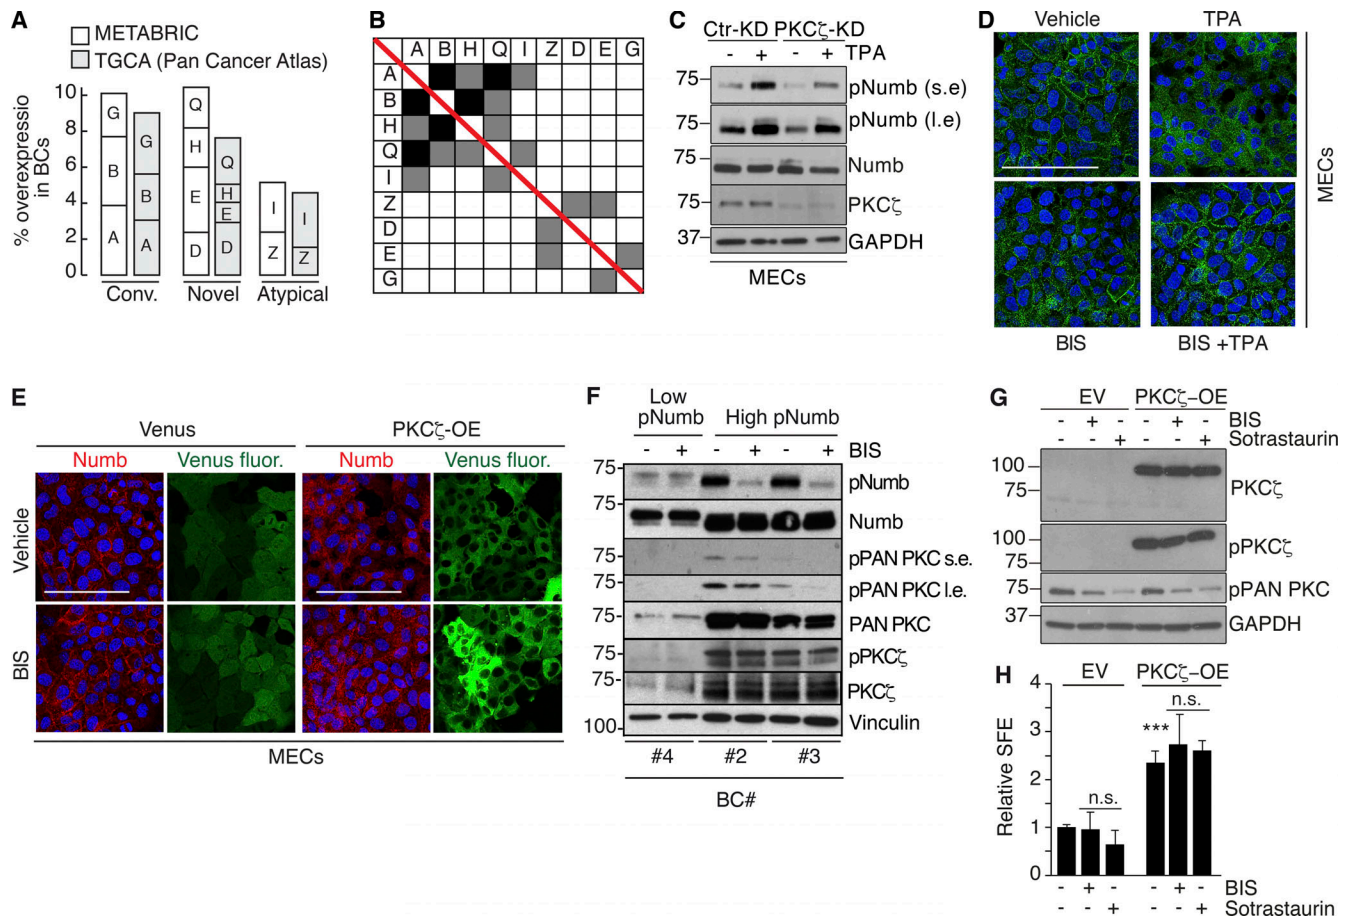 A
METABRIC
TGCA (Pan Cancer Atlas)
% overexpressio
in BCs
10
8
6
4
2
0
G
B
A
G
B
A
Q
H
E
D
Q
H
E
D
I
Z
I
Z
Conv.
Novel
Atypical
B
A B H Q I Z D E G
A
B
H
Q
I
Z
D
E
G
C
Ctr-KD PKCζ-KD
- + - + TPA
75
pNumb (s.e)
75
pNumb (l.e)
75
Numb
75
PKCζ
37
GAPDH
MECs
D
Vehicle
TPA
BIS
BIS +TPA
MECs
E
Venus
PKCζ-OE
Numb
Venus fluor.
Numb
Venus fluor.
Vehicle
BIS
MECs
F
Low
pNumb
High pNumb
- + - + - + BIS
75
pNumb
75
Numb
75
pPAN PKC s.e.
75
pPAN PKC l.e.
75
PAN PKC
75
pPKCζ
75
PKCζ
100
Vinculin
#4
#2
#3
BC#
G
EV
PKCζ–OE
- + - - + - BIS
- - + - - + Sotrastaurin
100
75
PKCζ
100
75
pPKCζ
75
pPAN PKC
37
GAPDH
H
EV
PKCζ–OE
Relative SFE
4
3
2
1
0
n.s.
***
n.s.
- + - - + - BIS
- - + - - + Sotrastaurin